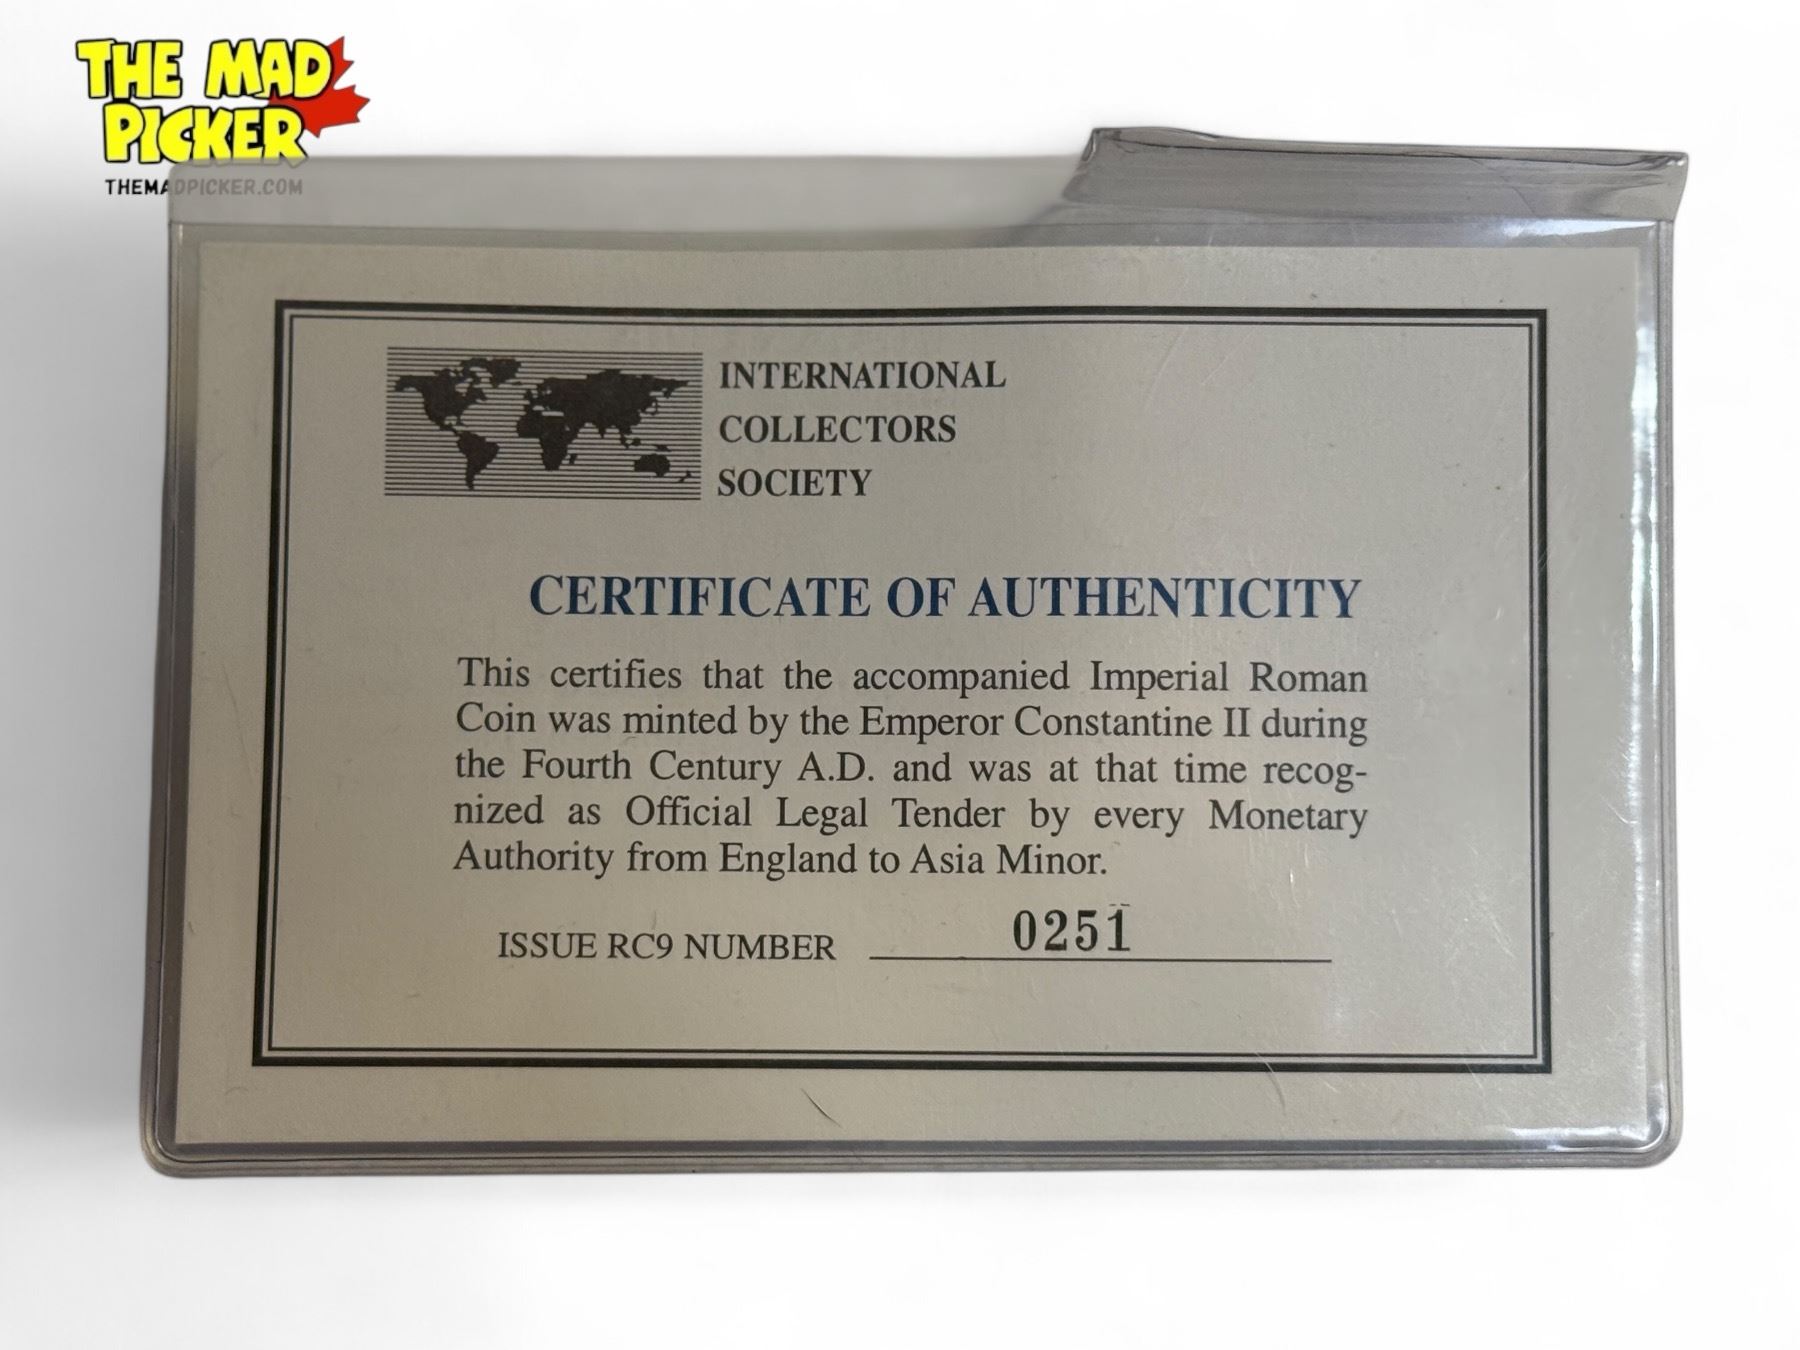 THE MAD
PICKER
THEMADPICKER.COM
INTERNATIONAL
COLLECTORS
SOCIETY
CERTIFICATE OF AUTHENTICITY
This certifies that the accompanied Imperial Roman
Coin was minted by the Emperor Constantine II during
the Fourth Century A.D. and was at that time recog-
nized as Official Legal Tender by every Monetary
Authority from England to Asia Minor.
ISSUE RC9 NUMBER 0251